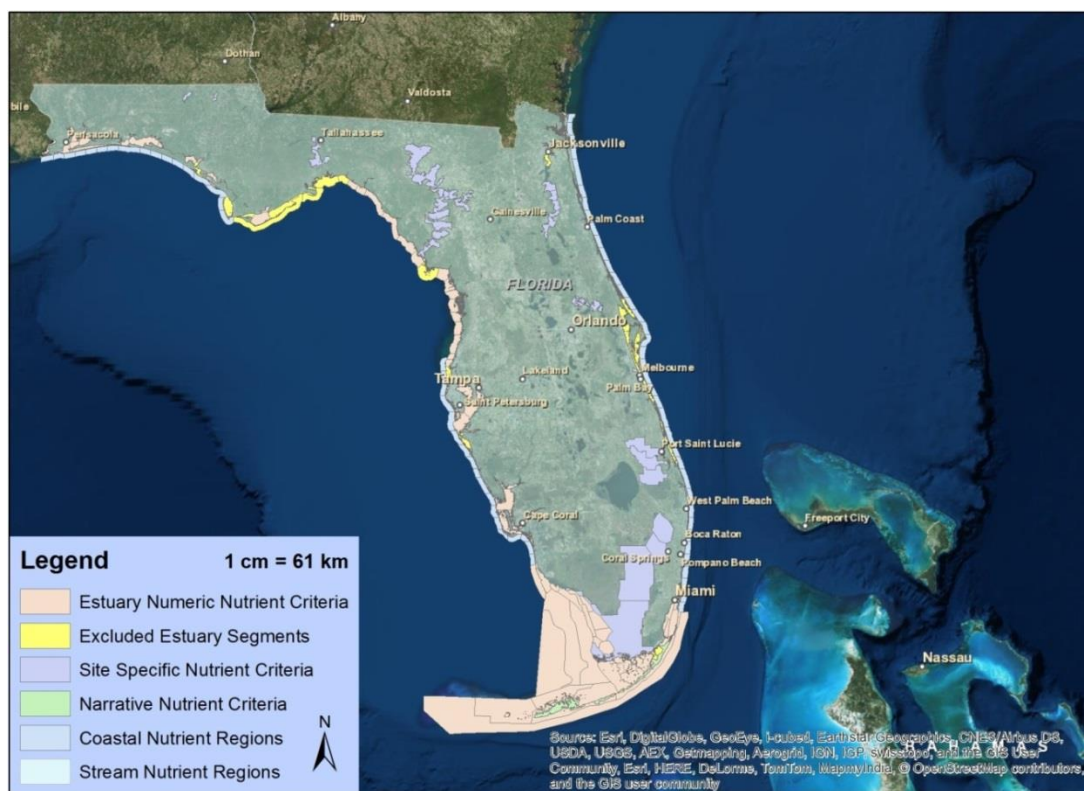 Albany
Dothan
Valdosta
bile
Pensacola
Tallahassee
Jacksonville
Gainesville
Palm Coast
FLORIDA
Orlando
Melbourne
Lakeland
Palm Bay
Tampa
Saint Petersburg
Port Saint Lucie
West Palm Beach
Freeport City
Cape Coral
Boca Raton
Coral Springs
Pompano Beach
Miami
Nassau
BAHAMAS
Legend 1 cm = 61 km
Estuary Numeric Nutrient Criteria
Excluded Estuary Segments
Site Specific Nutrient Criteria
Narrative Nutrient Criteria
Coastal Nutrient Regions
Stream Nutrient Regions
N
Source: Esri, DigitalGlobe, GeoEye, i-cubed, Earthstar Geographics, CNES/Airbus DS,
USDA, USGS, AEX, Getmapping, Aerogrid, IGN, IGP, swisstopo, and the GIS User
Community, Esri, HERE, DeLorme, TomTom, MapmyIndia, © OpenStreetMap contributors,
and the GIS user community